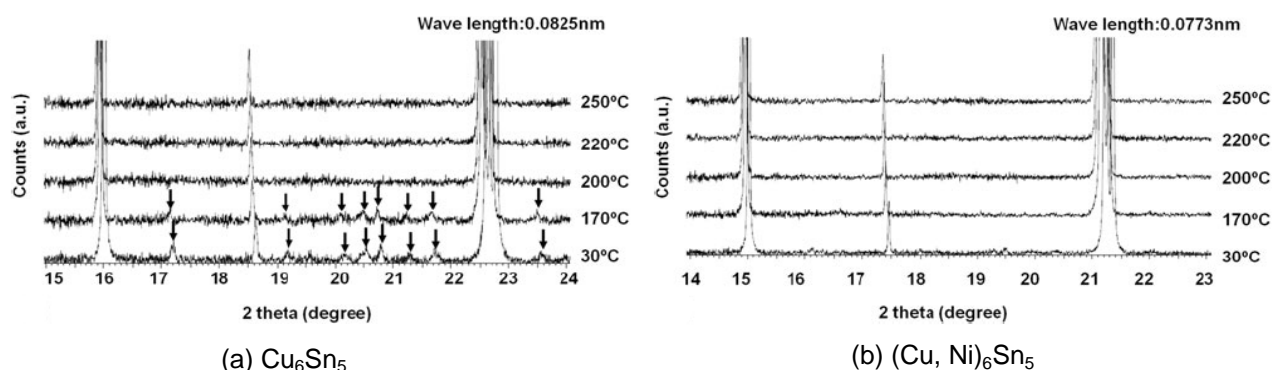 Wave length:0.0825nm
Counts (a.u.)
250ºC
220ºC
200ºC
170ºC
30ºC
15 16 17 18 19 20 21 22 23 24
2 theta (degree)
(a) Cu₆Sn₅
Wave length:0.0773nm
Counts (a.u.)
250ºC
220ºC
200ºC
170ºC
30ºC
14 15 16 17 18 19 20 21 22 23
2 theta (degree)
(b) (Cu, Ni)₆Sn₅